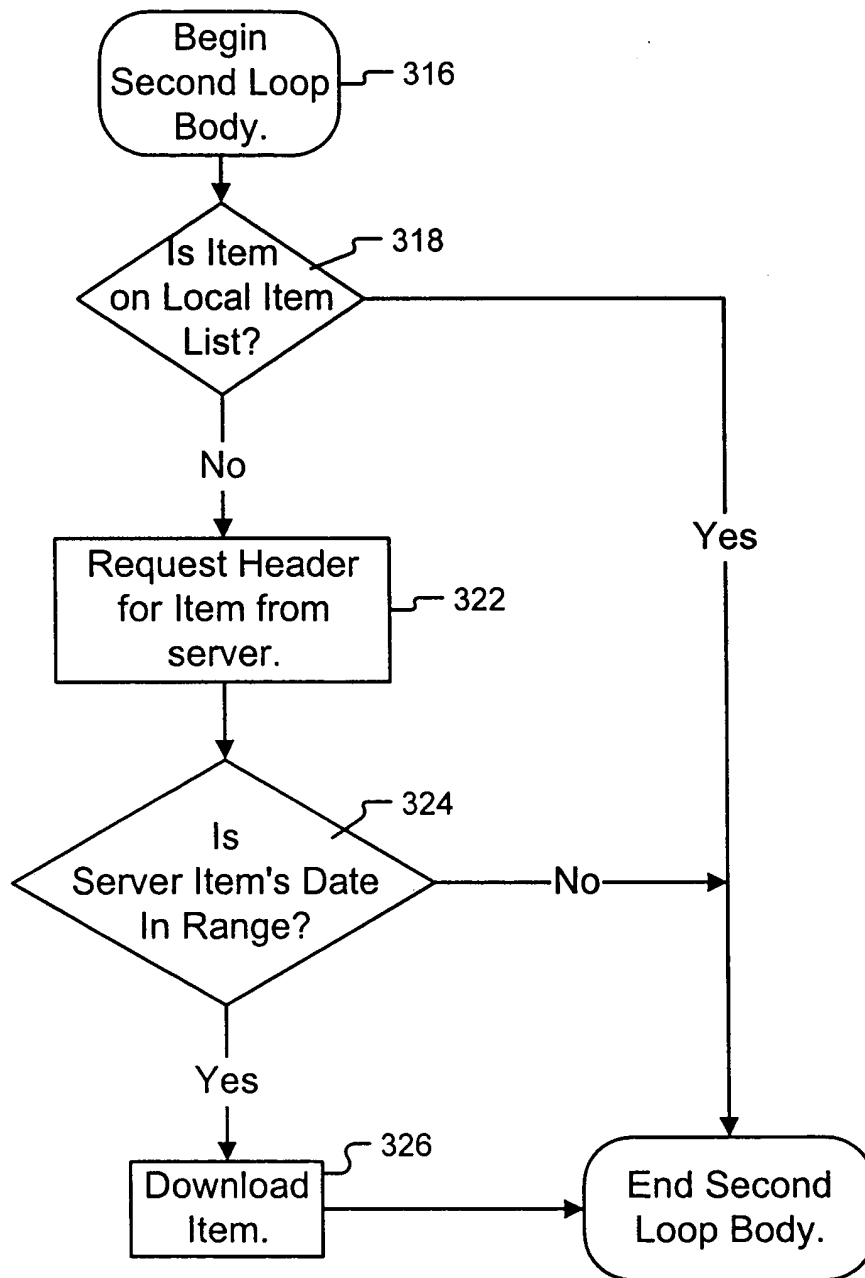 Begin
Second Loop
Body.
316
318
Is Item
on Local Item
List?
No
Yes
Request Header
for Item from
server.
322
324
Is
Server Item's Date
In Range?
No
Yes
326
Download
Item.
End Second
Loop Body.